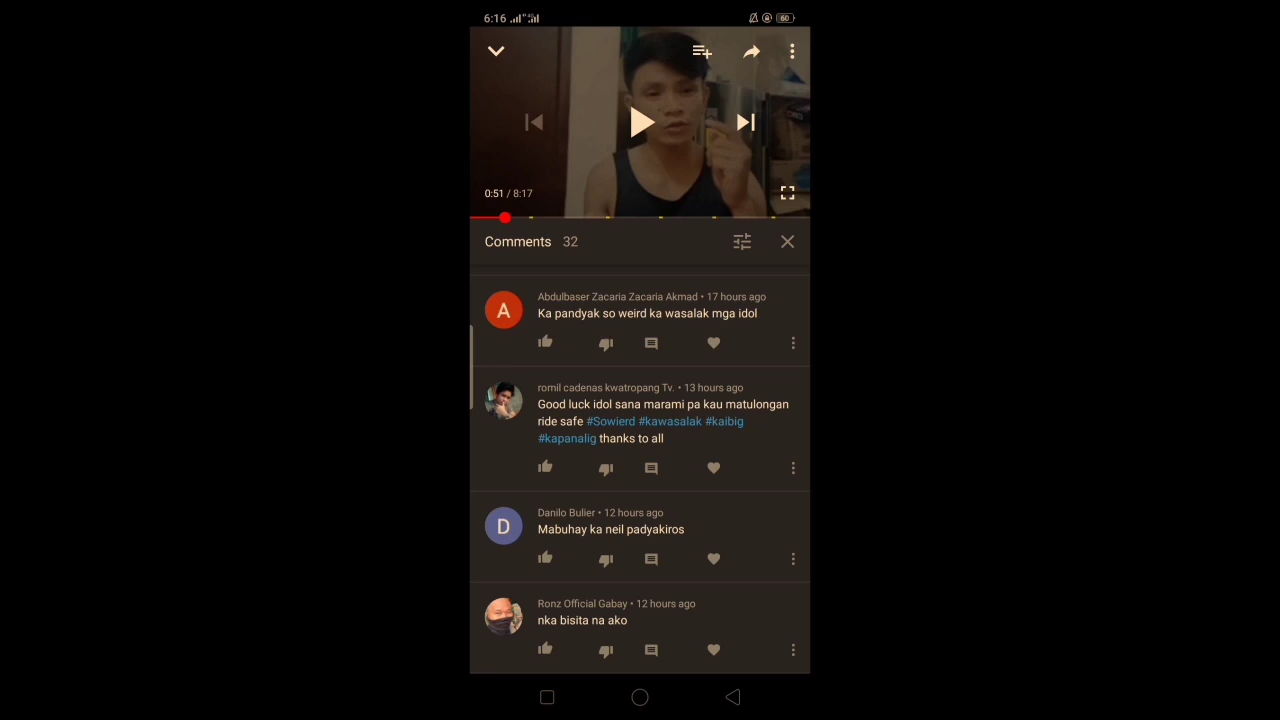 6:16
60
0:51 / 8:17
Comments 32
A
Abdulbaser Zacaria Zacaria Akmad • 17 hours ago
Ka pandyak so weird ka wasalak mga idol
romil cadenas kwatropang Tv. • 13 hours ago
Good luck idol sana marami pa kau matulongan
ride safe #Sowierd #kawasalak #kaibig
#kapanalig thanks to all
D
Danilo Bulier • 12 hours ago
Mabuhay ka neil padyakiros
Ronz Official Gabay • 12 hours ago
nka bisita na ako